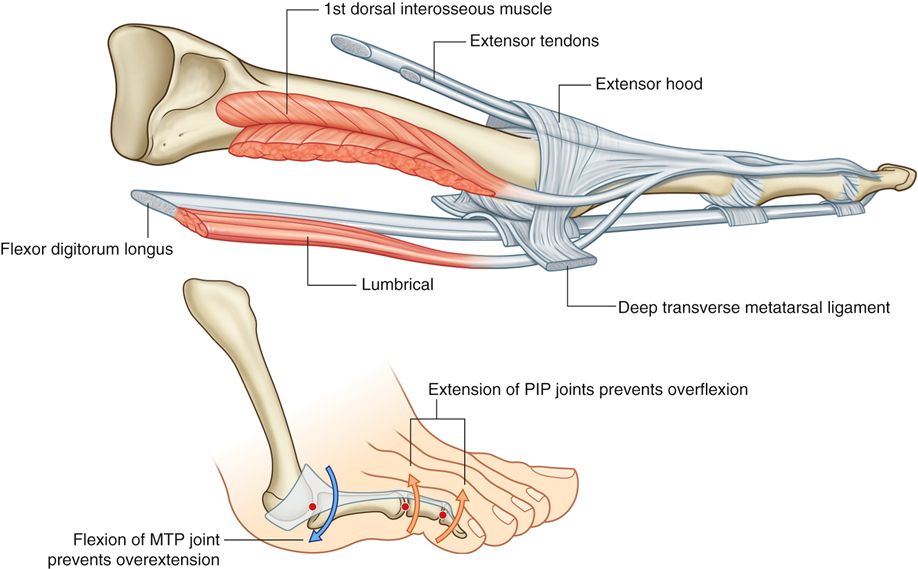 1st dorsal interosseous muscle
Extensor tendons
Extensor hood
Flexor digitorum longus
Lumbrical
Deep transverse metatarsal ligament
Extension of PIP joints prevents overflexion
Flexion of MTP joint
prevents overextension